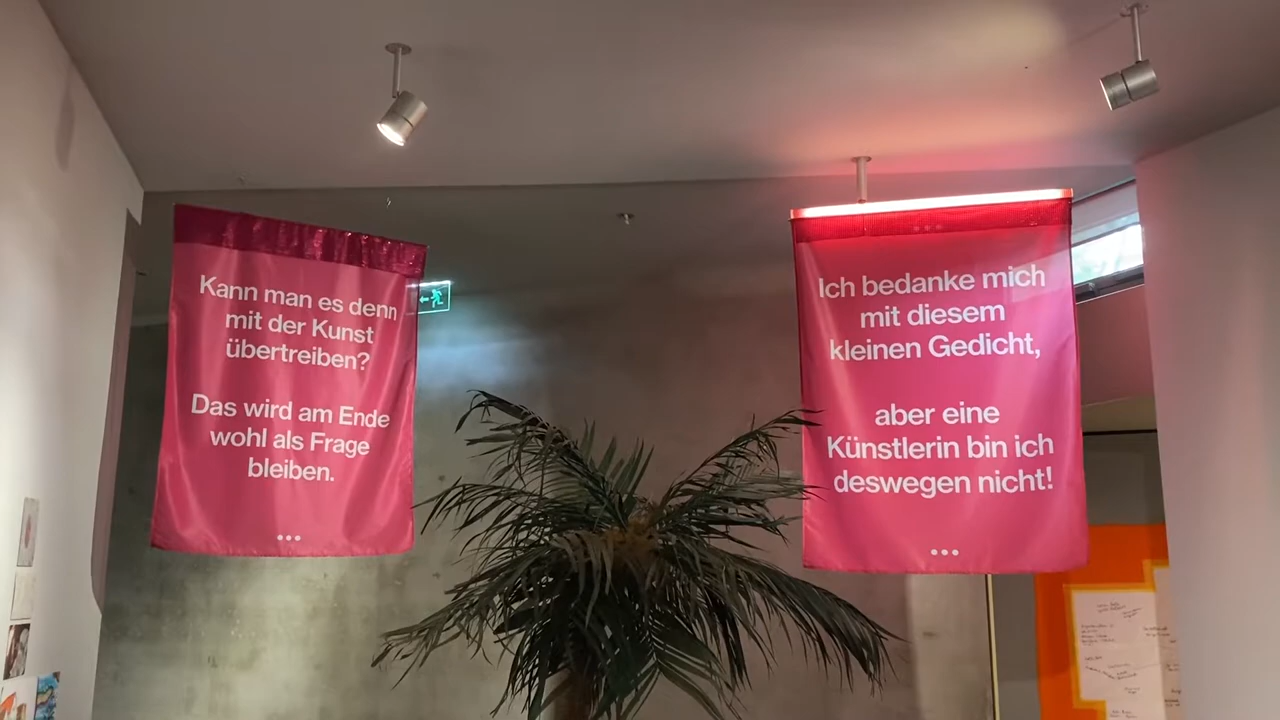 Kann man es denn
mit der Kunst
übertreiben?
Das wird am Ende
wohl als Frage
bleiben.
...
Ich bedanke mich
mit diesem
kleinen Gedicht,
aber eine
Künstlerin bin ich
deswegen nicht!
...